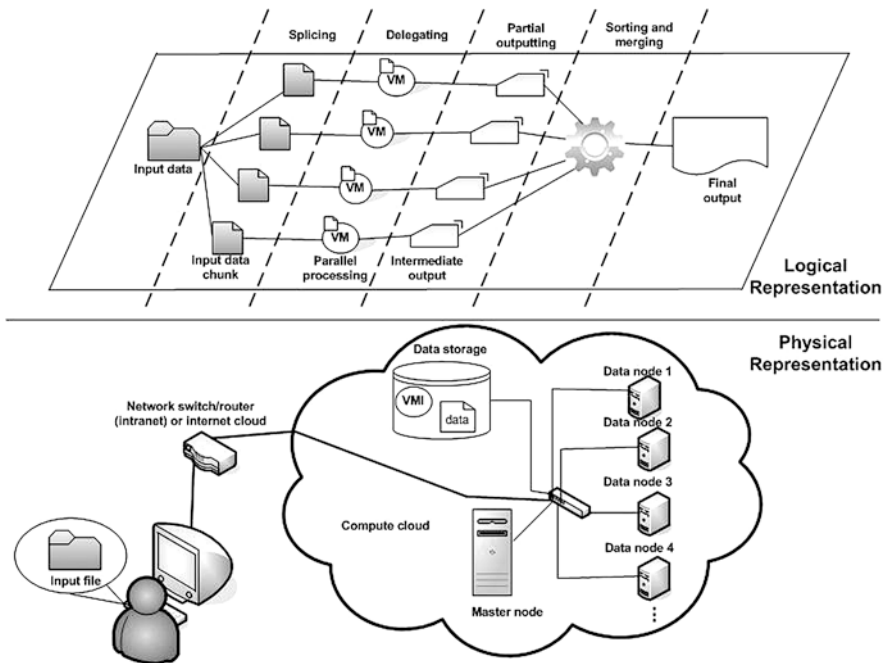 Splicing
Delegating
Partial
outputting
Sorting and
merging
VM
VM
VM
VM
Input data
Input data
chunk
Parallel
processing
Intermediate
output
Final
output
Logical
Representation
Physical
Representation
Data storage
VMI
data
Network switch/router
(intranet) or internet cloud
Data node 1
Data node 2
Data node 3
Data node 4
Compute cloud
Master node
Input file